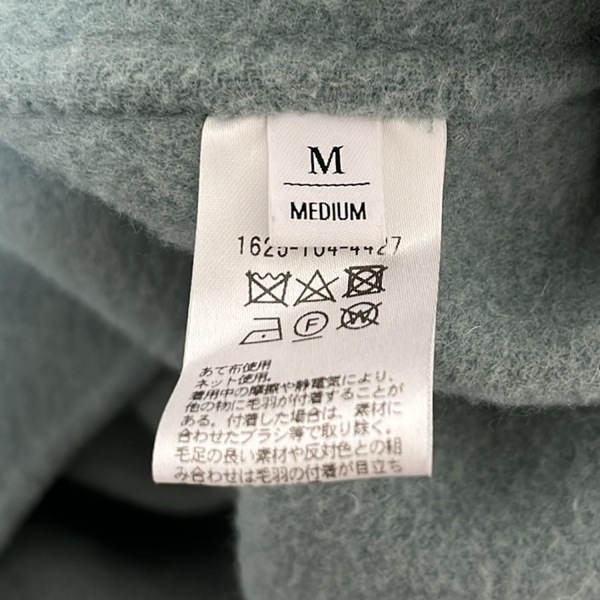 M
MEDIUM
1625-104-4427
F
W
あて布使用
ネット使用。
着用中の摩擦や静電気により、
他の物に毛羽が付着することが
ある。付着した場合は、素材に
合わせたブラシ等で取り除く。
毛足の長い素材や反対色との組
み合わせは毛羽の付着が目立ち